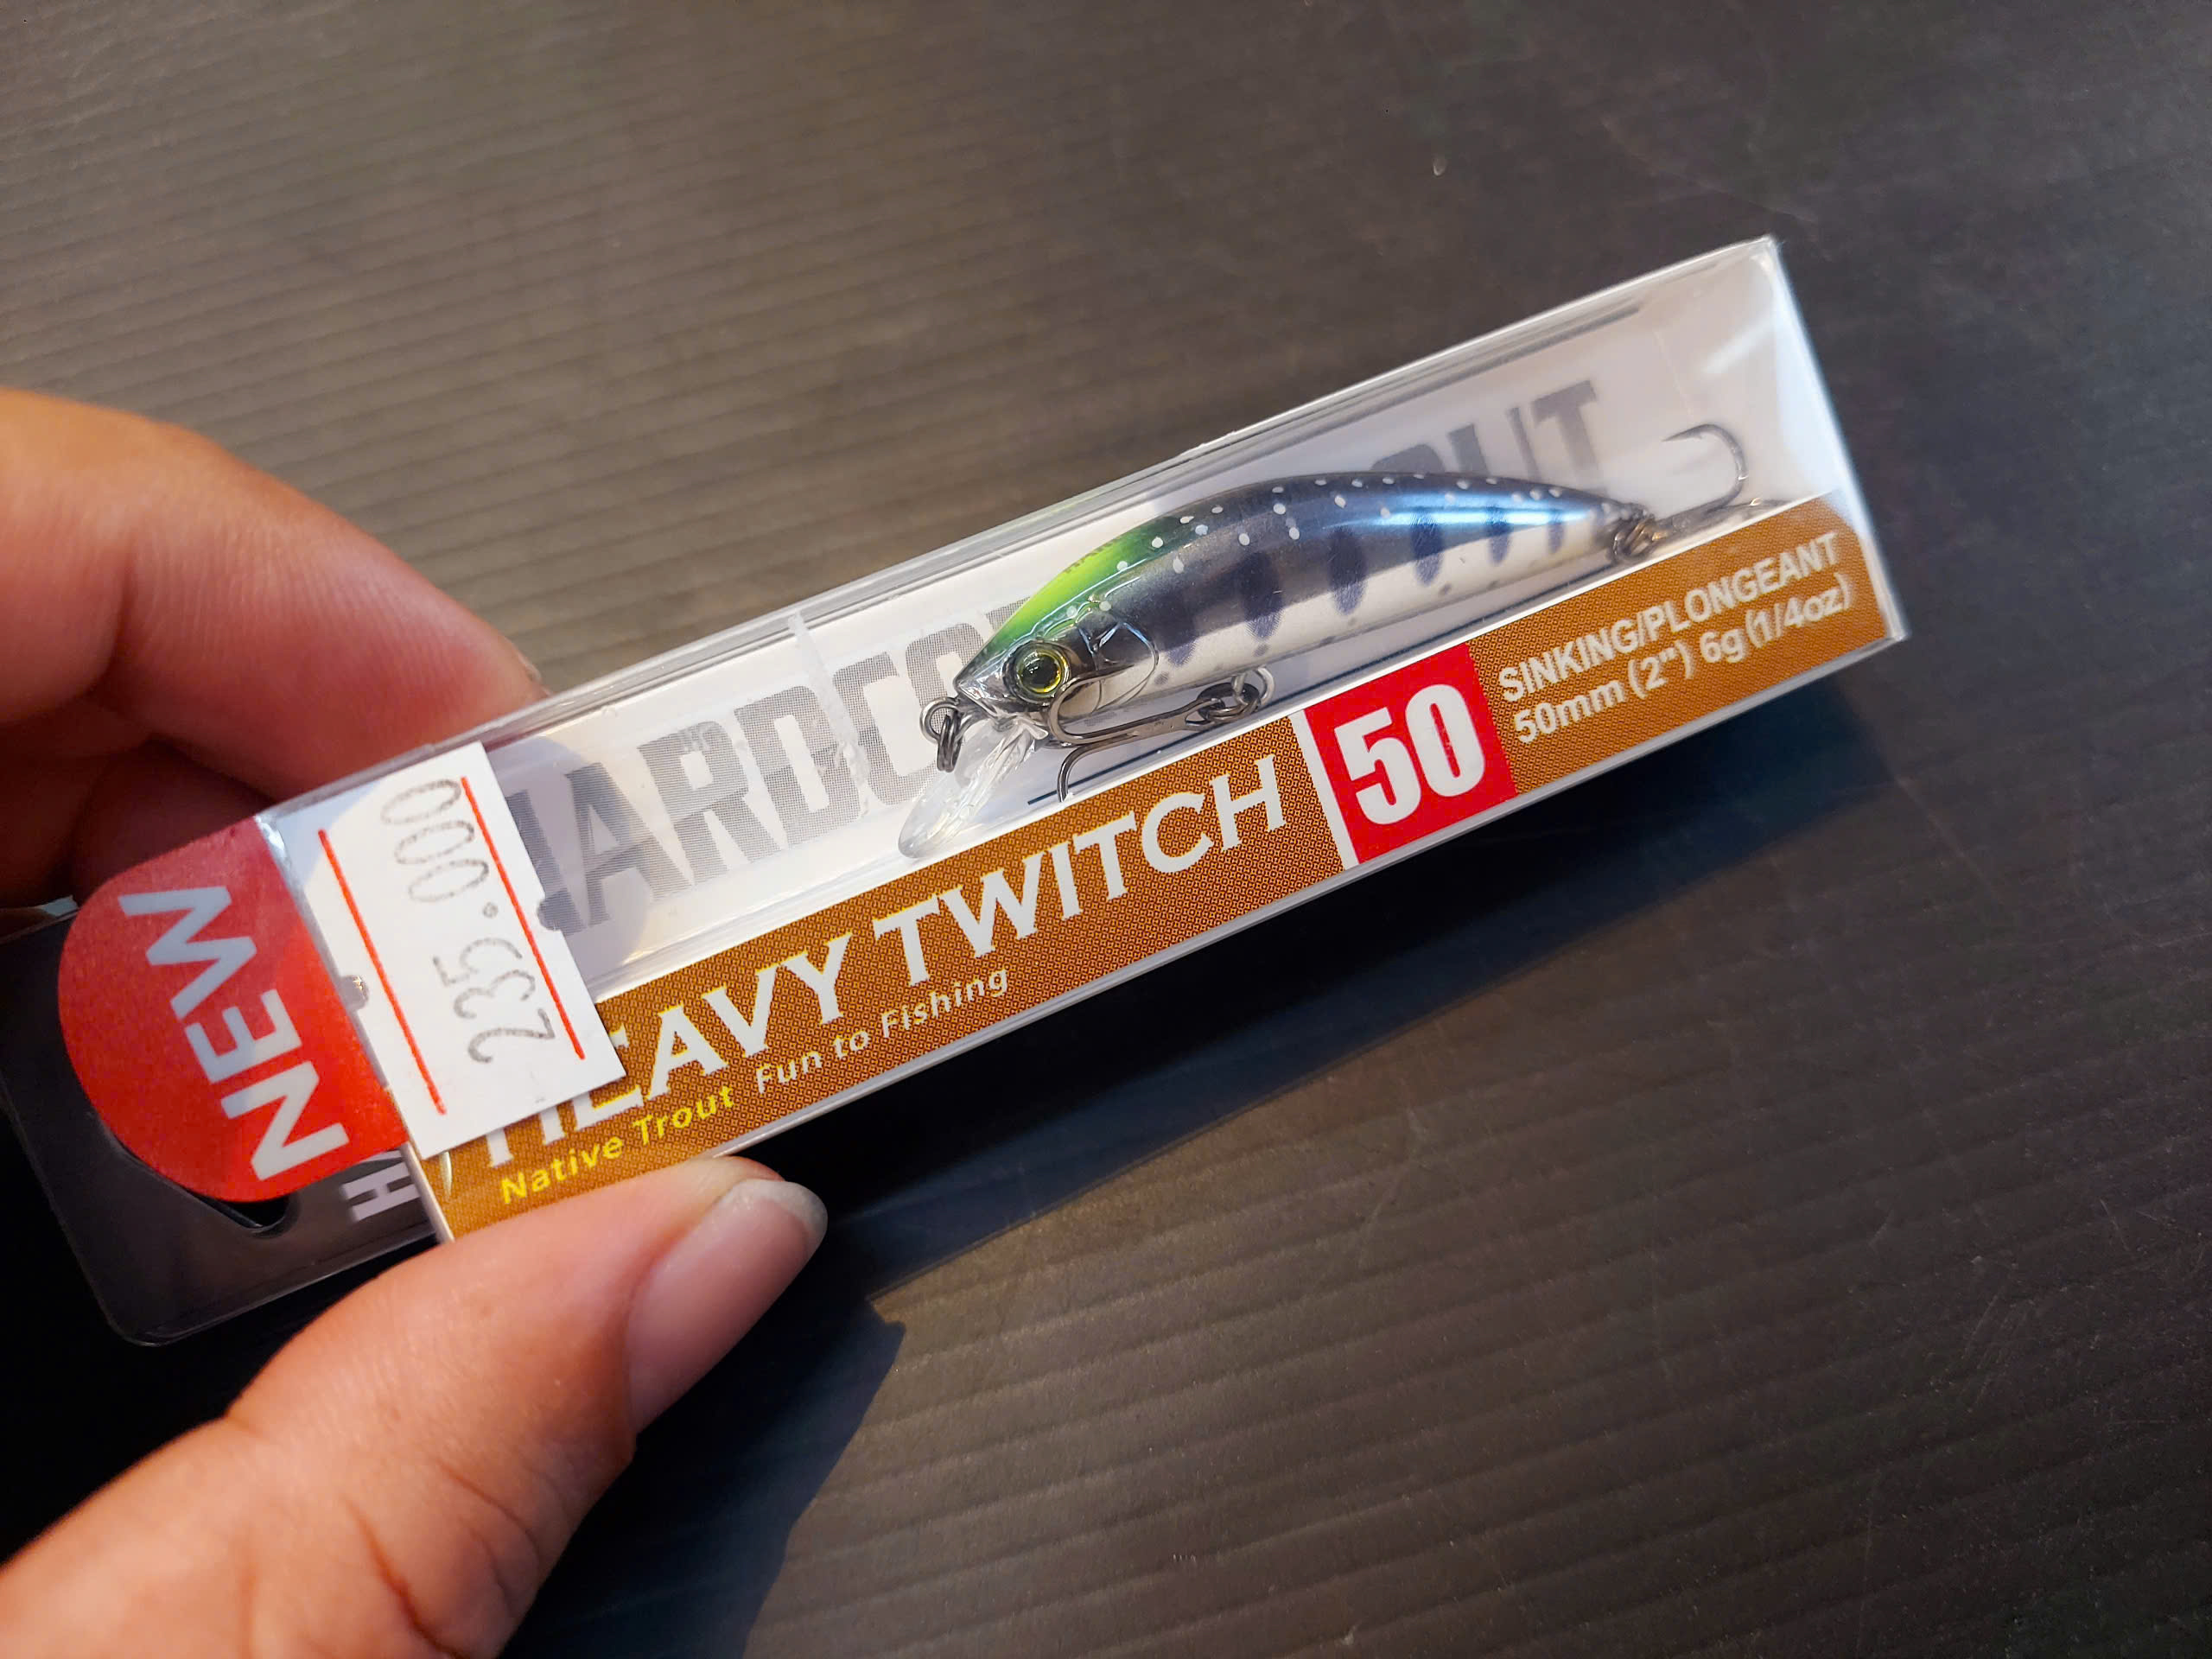 NEW
235.000
HEAVY TWITCH
50
SINKING/PLONGEANT
50mm (2") 6g (1/4oz)
Native Trout Fun to Fishing